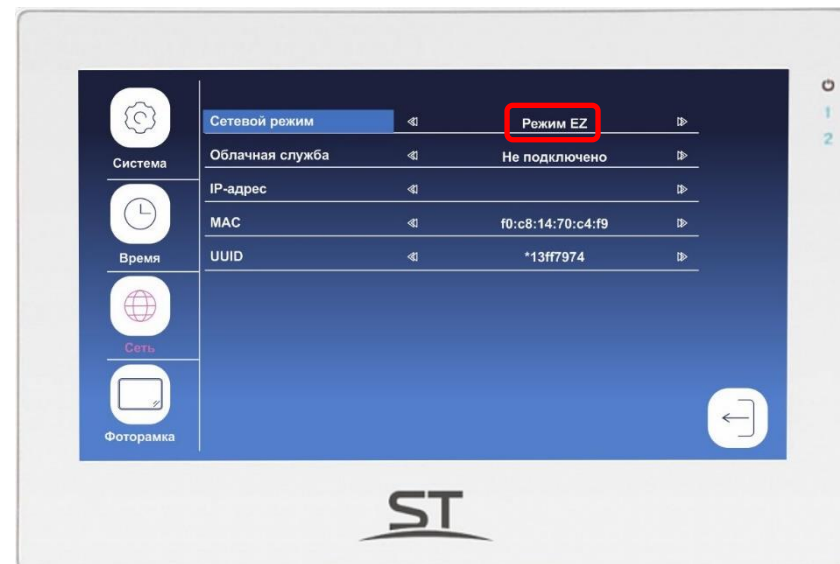 Система
Время
Сеть
Фоторамка
Сетевой режим Режим EZ
Облачная служба Не подключено
IP-адрес
MAC f0:c8:14:70:c4:f9
UUID *13ff7974
1
2
ST